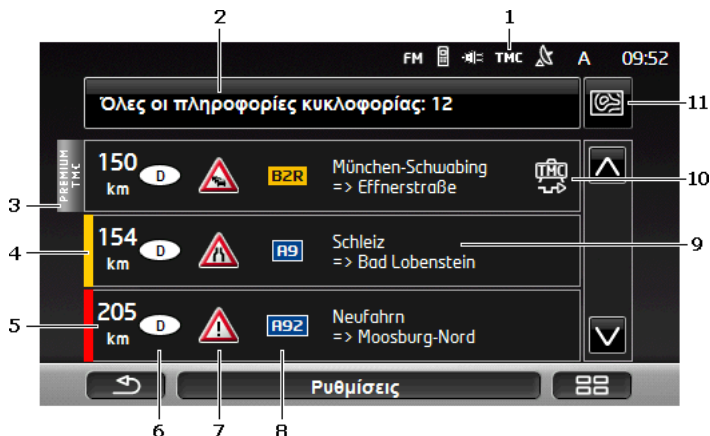 2 1
FM TMC A 09:52
Όλες οι πληροφορίες κυκλοφορίας: 12
11
PREMIUM
TMC
150
km
D
B2R
München-Schwabing
=> Effnerstraße
TMC
10
3
154
km
D
A9
Schleiz
=> Bad Lobenstein
9
4
205
km
D
A92
Neufahrn
=> Moosburg-Nord
5
Ρυθμίσεις
6 7 8